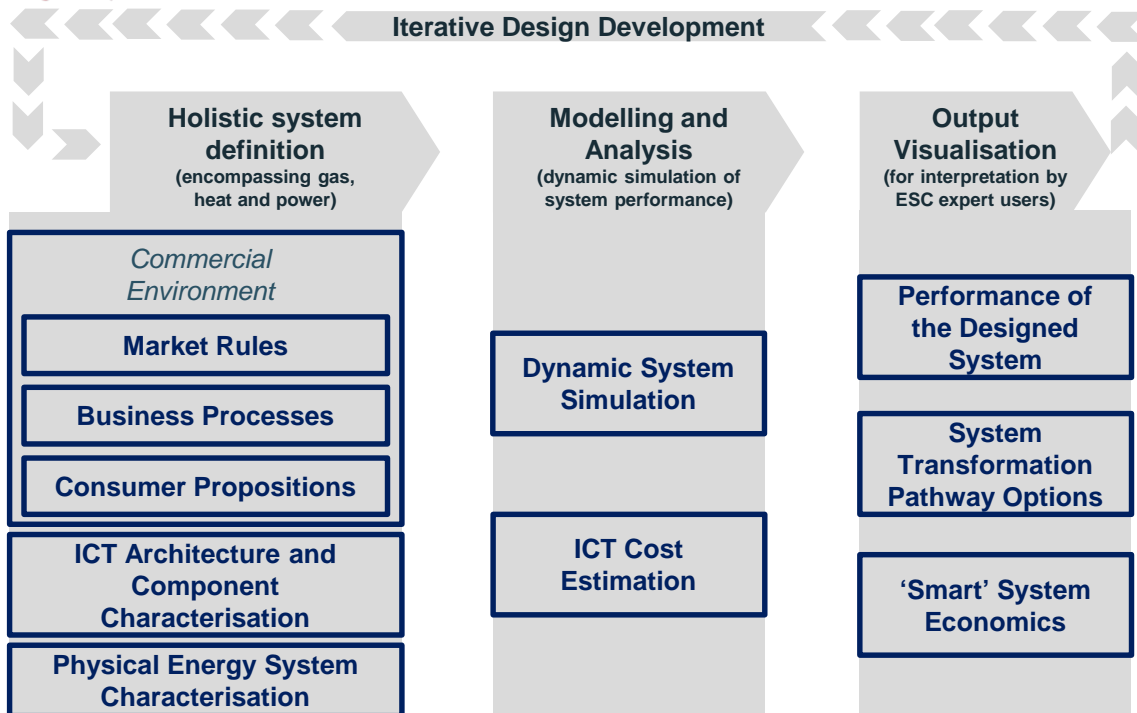 Iterative Design Development
Holistic system
definition
(encompassing gas,
heat and power)
Commercial
Environment
Market Rules
Business Processes
Consumer Propositions
ICT Architecture and
Component
Characterisation
Physical Energy System
Characterisation
Modelling and
Analysis
(dynamic simulation of
system performance)
Dynamic System
Simulation
ICT Cost
Estimation
Output
Visualisation
(for interpretation by
ESC expert users)
Performance of
the Designed
System
System
Transformation
Pathway Options
‘Smart’ System
Economics